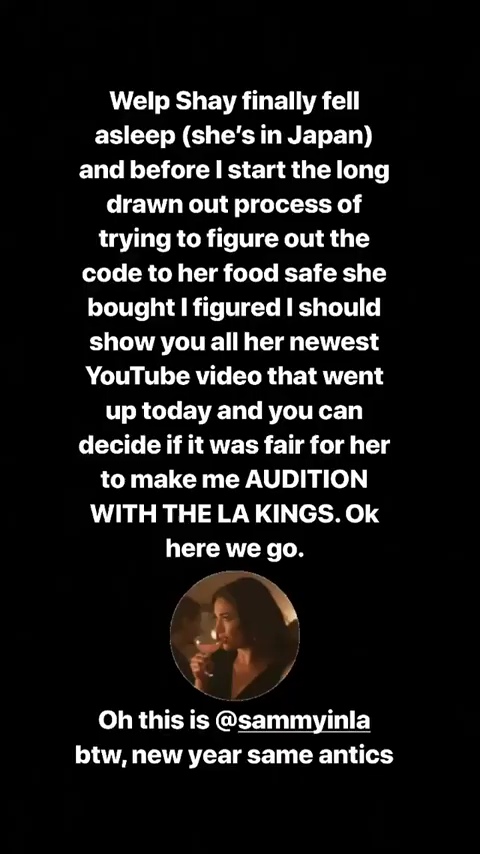 Welp Shay finally fell
asleep (she's in Japan)
and before I start the long
drawn out process of
trying to figure out the
code to her food safe she
bought I figured I should
show you all her newest
YouTube video that went
up today and you can
decide if it was fair for her
to make me AUDITION
WITH THE LA KINGS. Ok
here we go.
Oh this is @sammyinla
btw, new year same antics